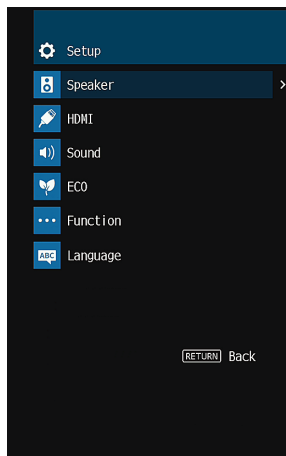 Setup
Speaker
HDMI
Sound
ECO
Function
ABC Language
RETURN Back